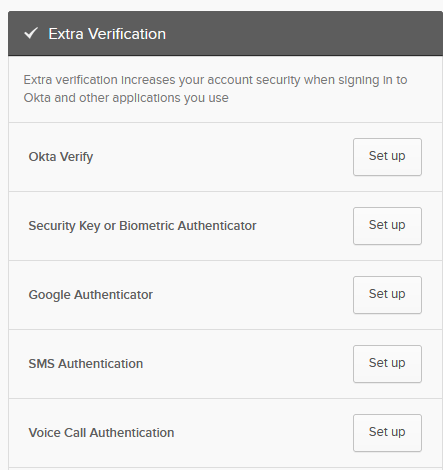 Extra Verification
Extra verification increases your account security when signing in to
Okta and other applications you use
Okta Verify
Set up
Security Key or Biometric Authenticator
Set up
Google Authenticator
Set up
SMS Authentication
Set up
Voice Call Authentication
Set up